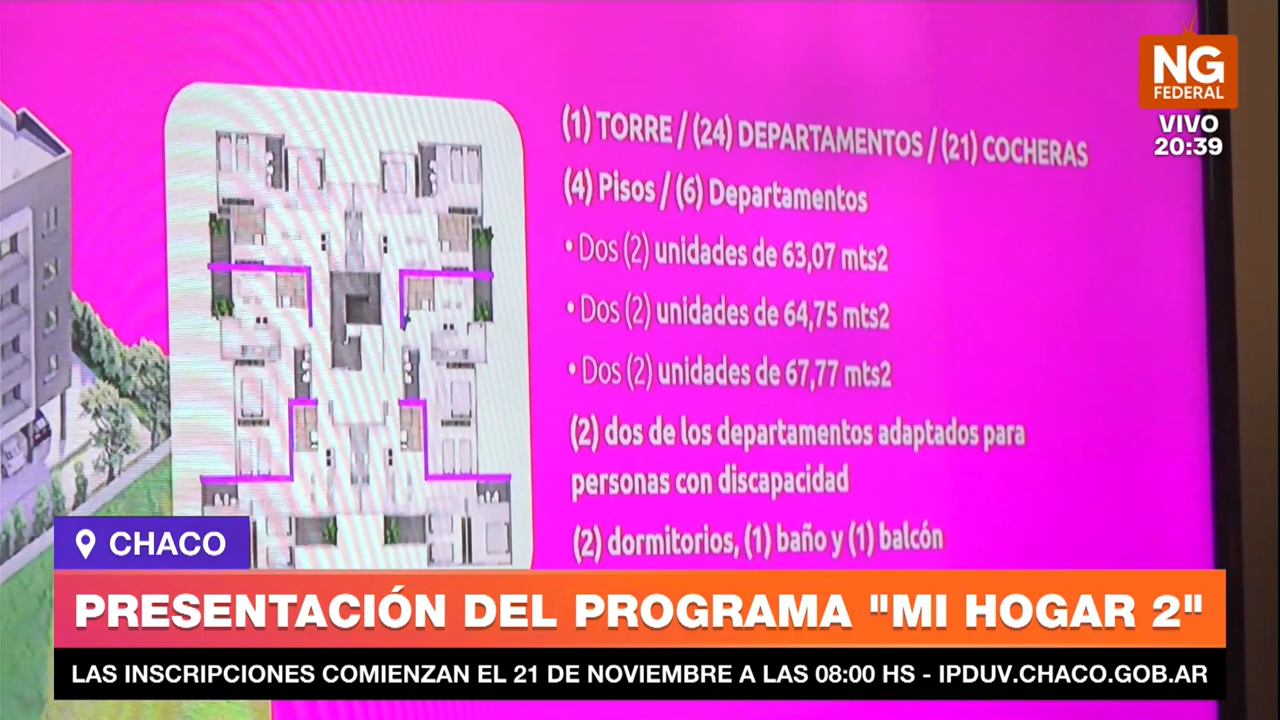 NG
FEDERAL
VIVO
20:39
(1) TORRE / (24) DEPARTAMENTOS / (21) COCHERAS
(4) Pisos / (6) Departamentos
• Dos (2) unidades de 63,07 mts2
• Dos (2) unidades de 64,75 mts2
• Dos (2) unidades de 67,77 mts2
(2) dos de los departamentos adaptados para
personas con discapacidad
(2) dormitorios, (1) baño y (1) balcón
CHACO
PRESENTACIÓN DEL PROGRAMA "MI HOGAR 2"
LAS INSCRIPCIONES COMIENZAN EL 21 DE NOVIEMBRE A LAS 08:00 HS - IPDUV.CHACO.GOB.AR